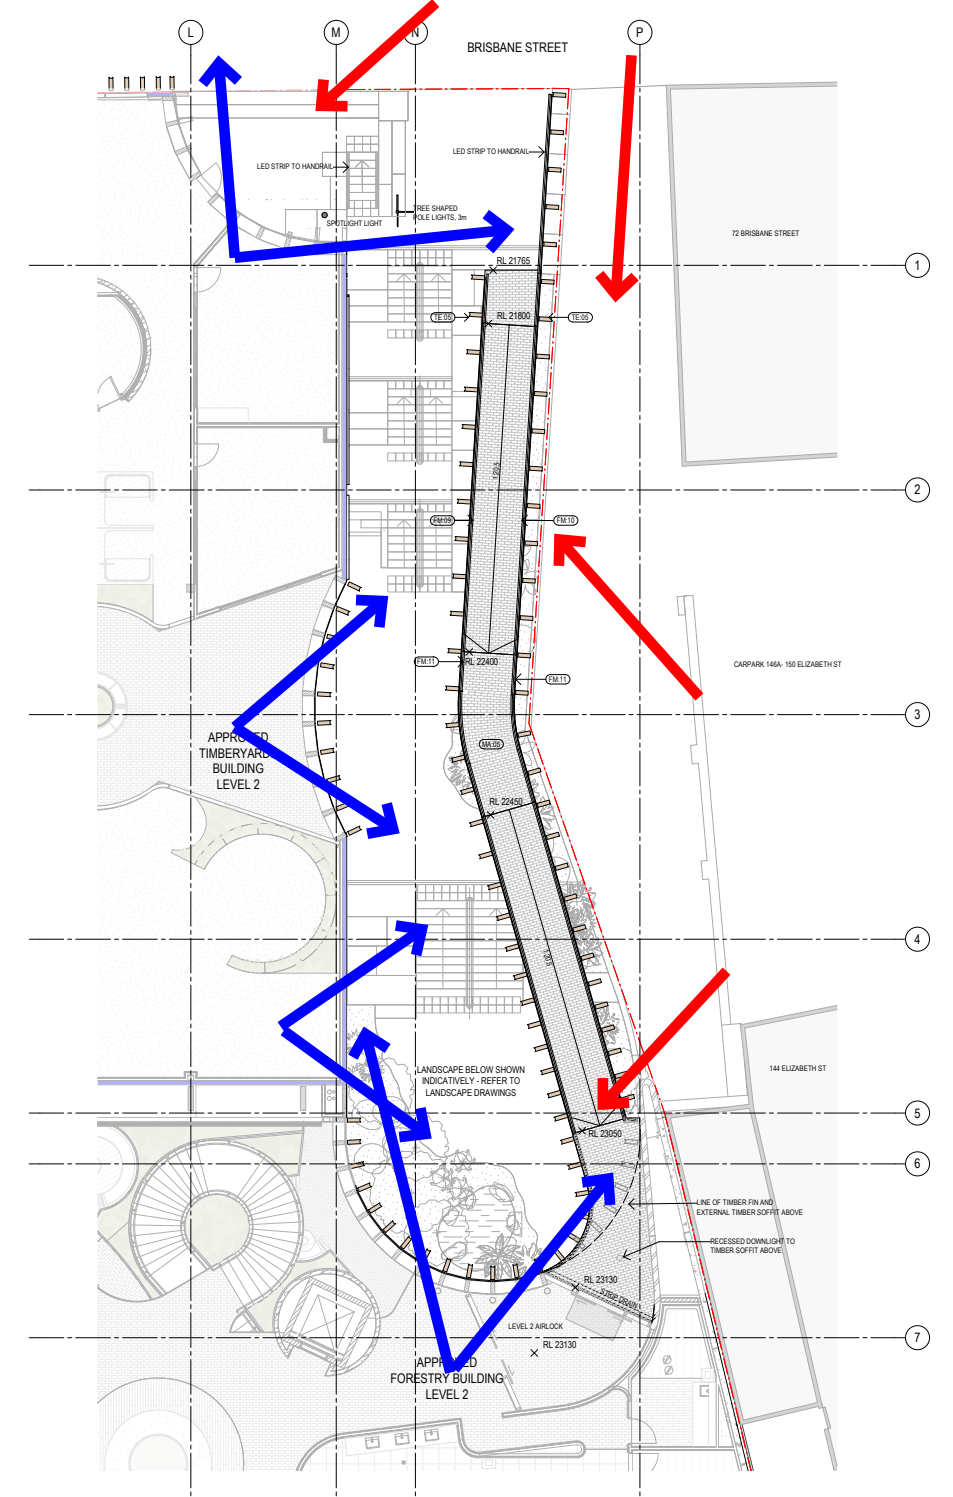 L
M
N
P
BRISBANE STREET
LED STRIP TO HANDRAIL
LED STRIP TO HANDRAIL
TREE SHAPED
POLE LIGHTS, 3m
SPOTLIGHT LIGHT
72 BRISBANE STREET
RL 21765
1
TE:05
RL 21800
TE:05
2
FM:09
FM:10
FM:11
RL 22400
FM:11
CARPARK 146A- 150 ELIZABETH ST
3
APPROVED
TIMBERYARD
BUILDING
LEVEL 2
MA:05
RL 22450
4
LANDSCAPE BELOW SHOWN
INDICATIVELY - REFER TO
LANDSCAPE DRAWINGS
144 ELIZABETH ST
5
RL 23050
6
LINE OF TIMBER FIN AND
EXTERNAL TIMBER SOFFIT ABOVE
RECESSED DOWNLIGHT TO
TIMBER SOFFIT ABOVE
RL 23130
STRIP DRAIN
LEVEL 2 AIRLOCK
7
RL 23130
APPROVED
FORESTRY BUILDING
LEVEL 2